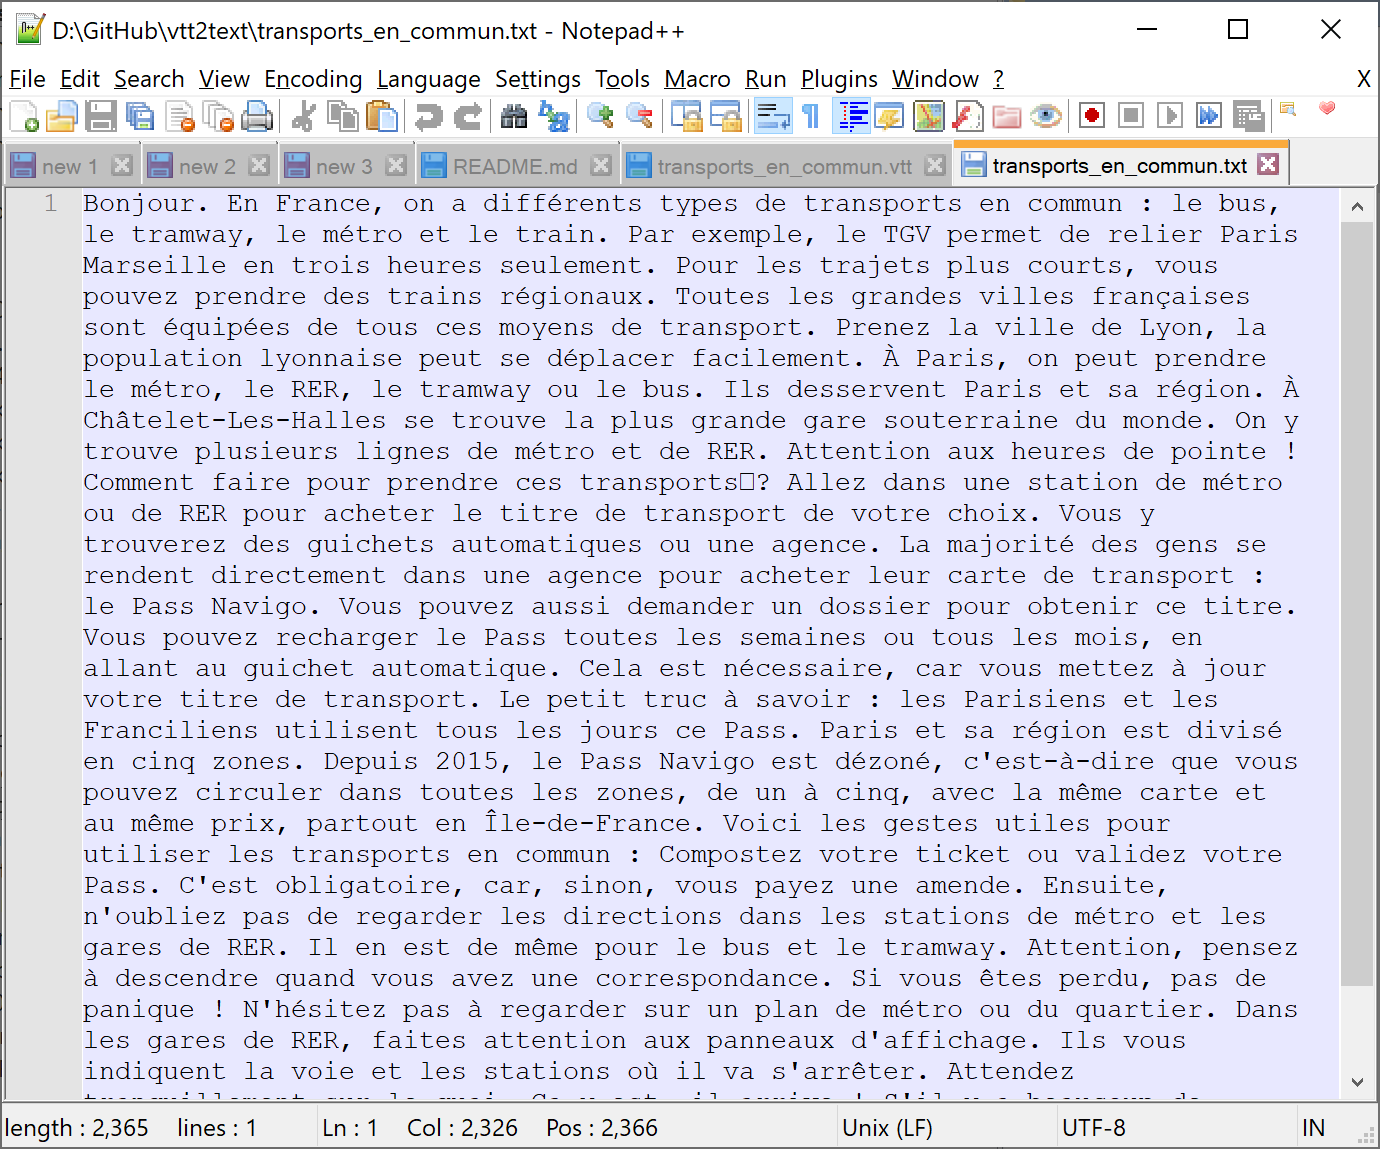 D:\GitHub\vtt2text\transports_en_commun.txt - Notepad++
File Edit Search View Encoding Language Settings Tools Macro Run Plugins Window ? X
new 1 new 2 new 3 README.md transports_en_commun.vtt transports_en_commun.txt
1 Bonjour. En France, on a différents types de transports en commun : le bus,
le tramway, le métro et le train. Par exemple, le TGV permet de relier Paris
Marseille en trois heures seulement. Pour les trajets plus courts, vous
pouvez prendre des trains régionaux. Toutes les grandes villes françaises
sont équipées de tous ces moyens de transport. Prenez la ville de Lyon, la
population lyonnaise peut se déplacer facilement. À Paris, on peut prendre
le métro, le RER, le tramway ou le bus. Ils desservent Paris et sa région. À
Châtelet-Les-Halles se trouve la plus grande gare souterraine du monde. On y
trouve plusieurs lignes de métro et de RER. Attention aux heures de pointe !
Comment faire pour prendre ces transports□? Allez dans une station de métro
ou de RER pour acheter le titre de transport de votre choix. Vous y
trouverez des guichets automatiques ou une agence. La majorité des gens se
rendent directement dans une agence pour acheter leur carte de transport :
le Pass Navigo. Vous pouvez aussi demander un dossier pour obtenir ce titre.
Vous pouvez recharger le Pass toutes les semaines ou tous les mois, en
allant au guichet automatique. Cela est nécessaire, car vous mettez à jour
votre titre de transport. Le petit truc à savoir : les Parisiens et les
Franciliens utilisent tous les jours ce Pass. Paris et sa région est divisé
en cinq zones. Depuis 2015, le Pass Navigo est dézoné, c'est-à-dire que vous
pouvez circuler dans toutes les zones, de un à cinq, avec la même carte et
au même prix, partout en Île-de-France. Voici les gestes utiles pour
utiliser les transports en commun : Compostez votre ticket ou validez votre
Pass. C'est obligatoire, car, sinon, vous payez une amende. Ensuite,
n'oubliez pas de regarder les directions dans les stations de métro et les
gares de RER. Il en est de même pour le bus et le tramway. Attention, pensez
à descendre quand vous avez une correspondance. Si vous êtes perdu, pas de
panique ! N'hésitez pas à regarder sur un plan de métro ou du quartier. Dans
les gares de RER, faites attention aux panneaux d'affichage. Ils vous
indiquent la voie et les stations où il va s'arrêter. Attendez
length : 2,365 lines : 1 Ln : 1 Col : 2,326 Pos : 2,366 Unix (LF) UTF-8 IN